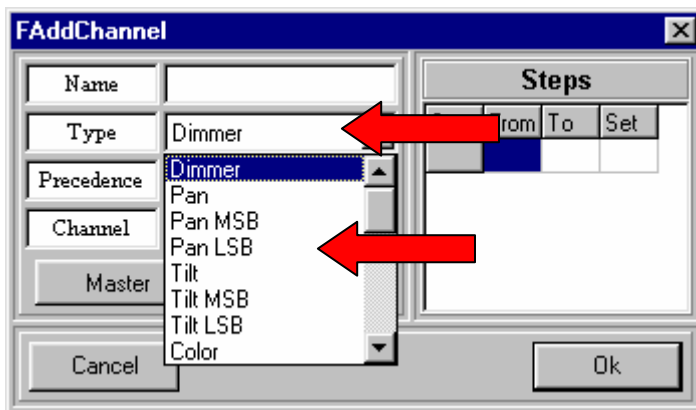 FAddChannel
Name
Type
Dimmer
Precedence
Channel
Master
Dimmer
Pan
Pan MSB
Pan LSB
Tilt
Tilt MSB
Tilt LSB
Color
Steps
To
Set
Cancel
Ok